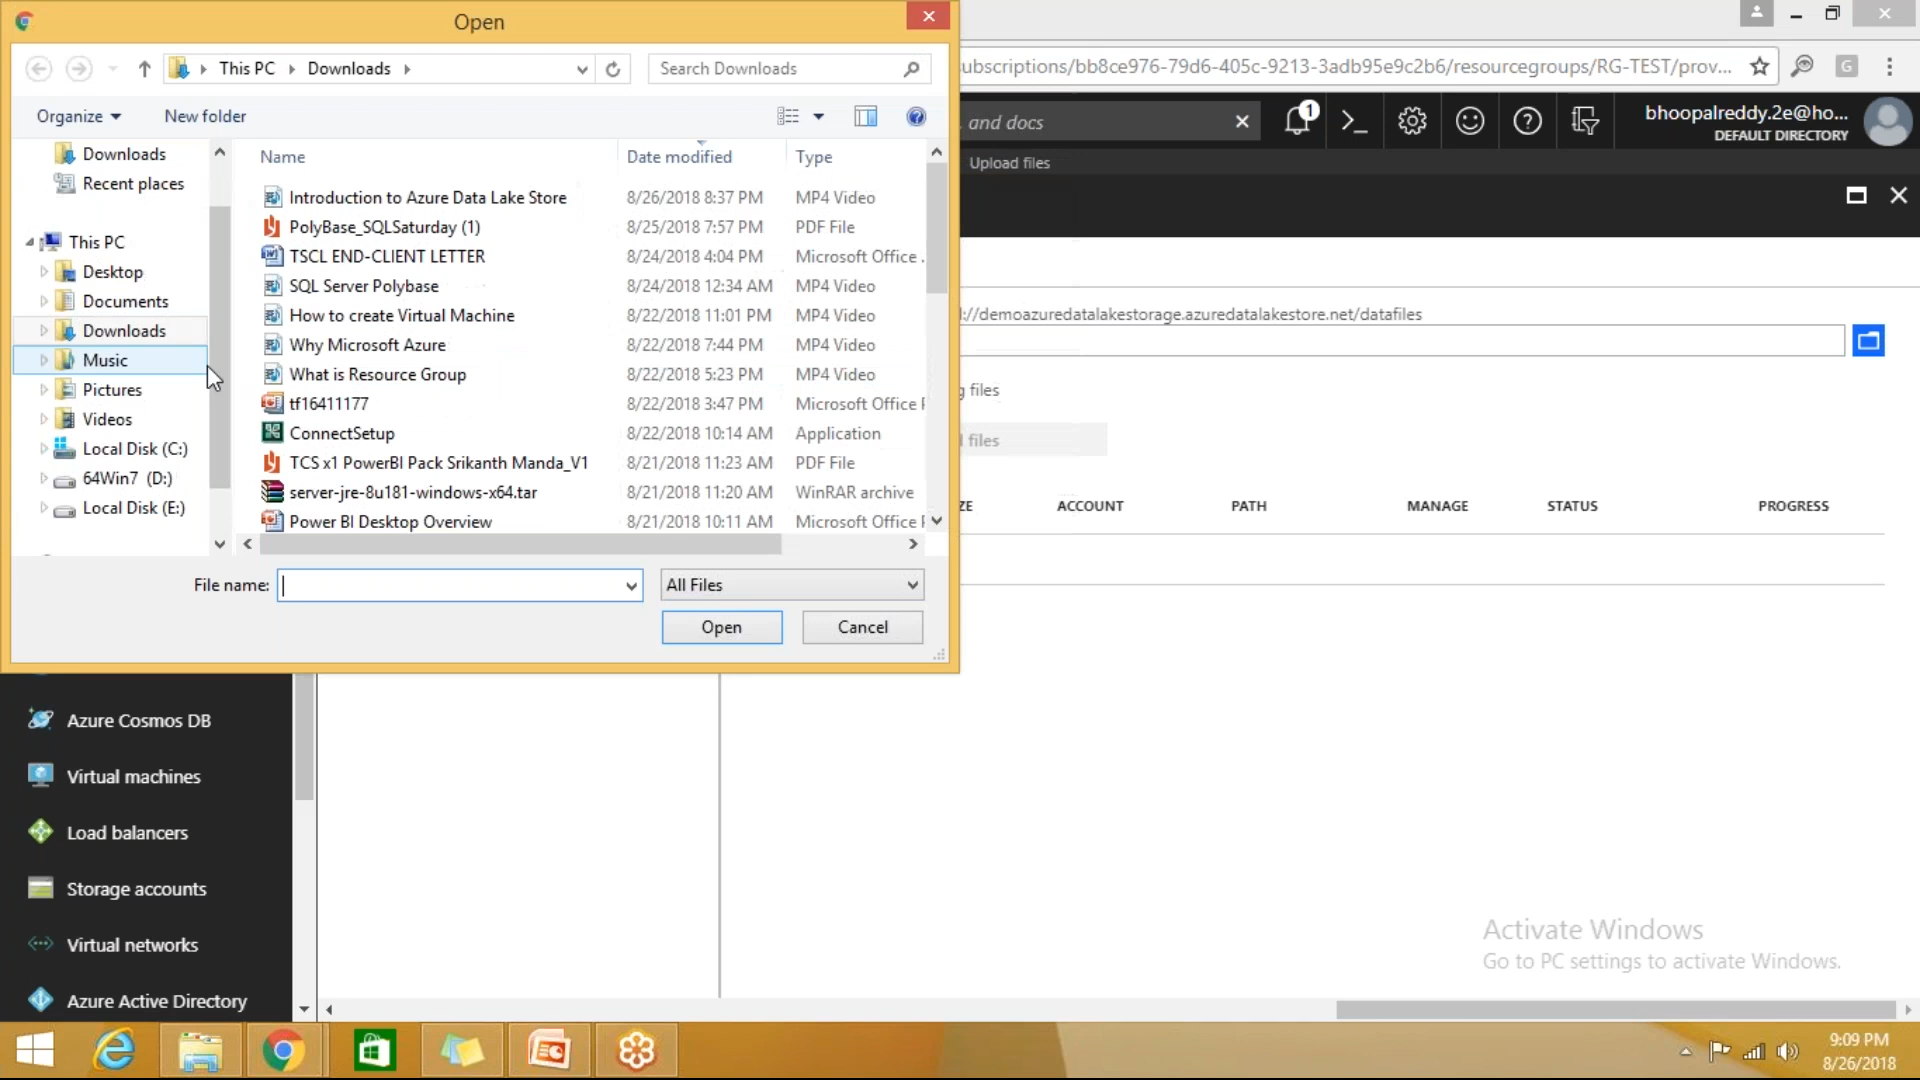 Open
This PC
Downloads
Search Downloads
ubscriptions/bb8ce976-79d6-405c-9213-3adb95e9c2b6/resourcegroups/RG-TEST/prov...
G
Organize
New folder
and docs
1
bhoopalreddy.2e@ho...
DEFAULT DIRECTORY
Upload files
Downloads
Recent places
This PC
Desktop
Documents
Downloads
Music
Pictures
Videos
Local Disk (C:)
64Win7 (D:)
Local Disk (E:)
Name Date modified Type
Introduction to Azure Data Lake Store 8/26/2018 8:37 PM MP4 Video
PolyBase_SQLSaturday (1) 8/25/2018 7:57 PM PDF File
TSCL END-CLIENT LETTER 8/24/2018 4:04 PM Microsoft Office .
SQL Server Polybase 8/24/2018 12:34 AM MP4 Video
How to create Virtual Machine 8/22/2018 11:01 PM MP4 Video
Why Microsoft Azure 8/22/2018 7:44 PM MP4 Video
What is Resource Group 8/22/2018 5:23 PM MP4 Video
tf16411177 8/22/2018 3:47 PM Microsoft Office
ConnectSetup 8/22/2018 10:14 AM Application
TCS x1 PowerBI Pack Srikanth Manda_V1 8/21/2018 11:23 AM PDF File
server-jre-8u181-windows-x64.tar 8/21/2018 11:20 AM WinRAR archive
Power BI Desktop Overview 8/21/2018 10:11 AM Microsoft Office
File name:
All Files
Open
Cancel
://demoazuredatalakestorage.azuredatalakestore.net/datafiles
g files
files
ZE ACCOUNT PATH MANAGE STATUS PROGRESS
Azure Cosmos DB
Virtual machines
Load balancers
Storage accounts
Virtual networks
Azure Active Directory
Activate Windows
Go to PC settings to activate Windows.
9:09 PM
8/26/2018